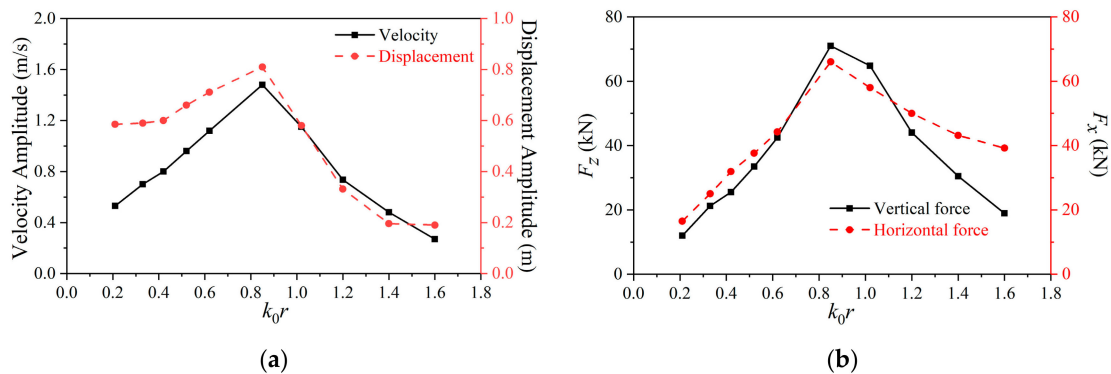 (a)
Velocity Amplitude (m/s)
2.0
1.6
1.2
0.8
0.4
0.0
Velocity
Displacement
1.0
0.8
0.6
0.4
0.2
0.0
Displacement Amplitude (m)
0.0 0.2 0.4 0.6 0.8 1.0 1.2 1.4 1.6 1.8
k₀r
(a)
(b)
F_z (kN)
80
60
40
20
0
Vertical force
Horizontal force
80
60
40
20
0
F_x (kN)
0.0 0.2 0.4 0.6 0.8 1.0 1.2 1.4 1.6 1.8
k₀r
(b)